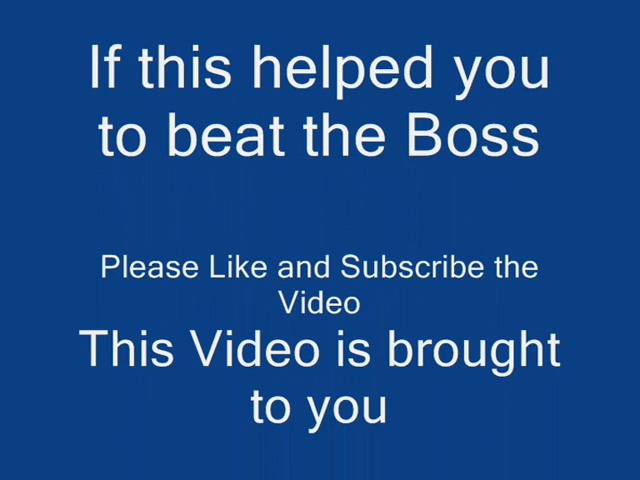 If this helped you
to beat the Boss
Please Like and Subscribe the
Video
This Video is brought
to you